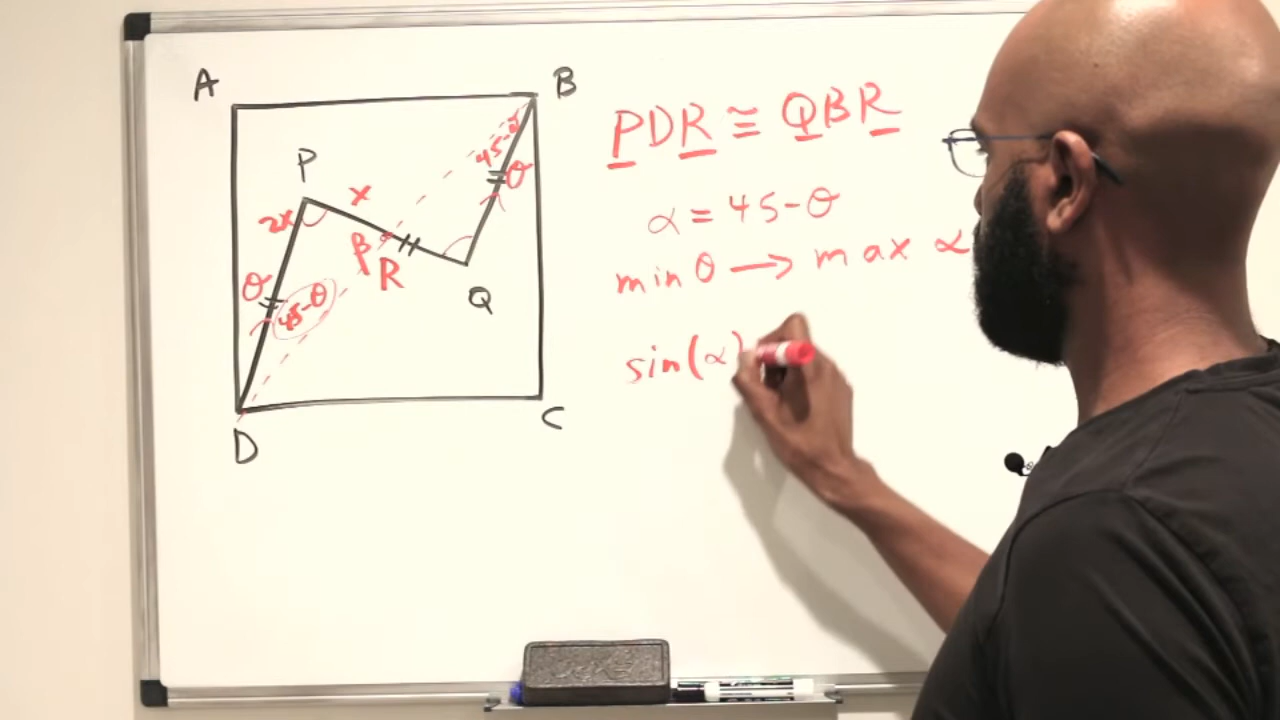 A
B
PDR ≅ QBR
45-θ
P
x
θ
2x
α = 45-θ
β
R
min θ → max α
θ
45-θ
Q
sin(α)
D
C